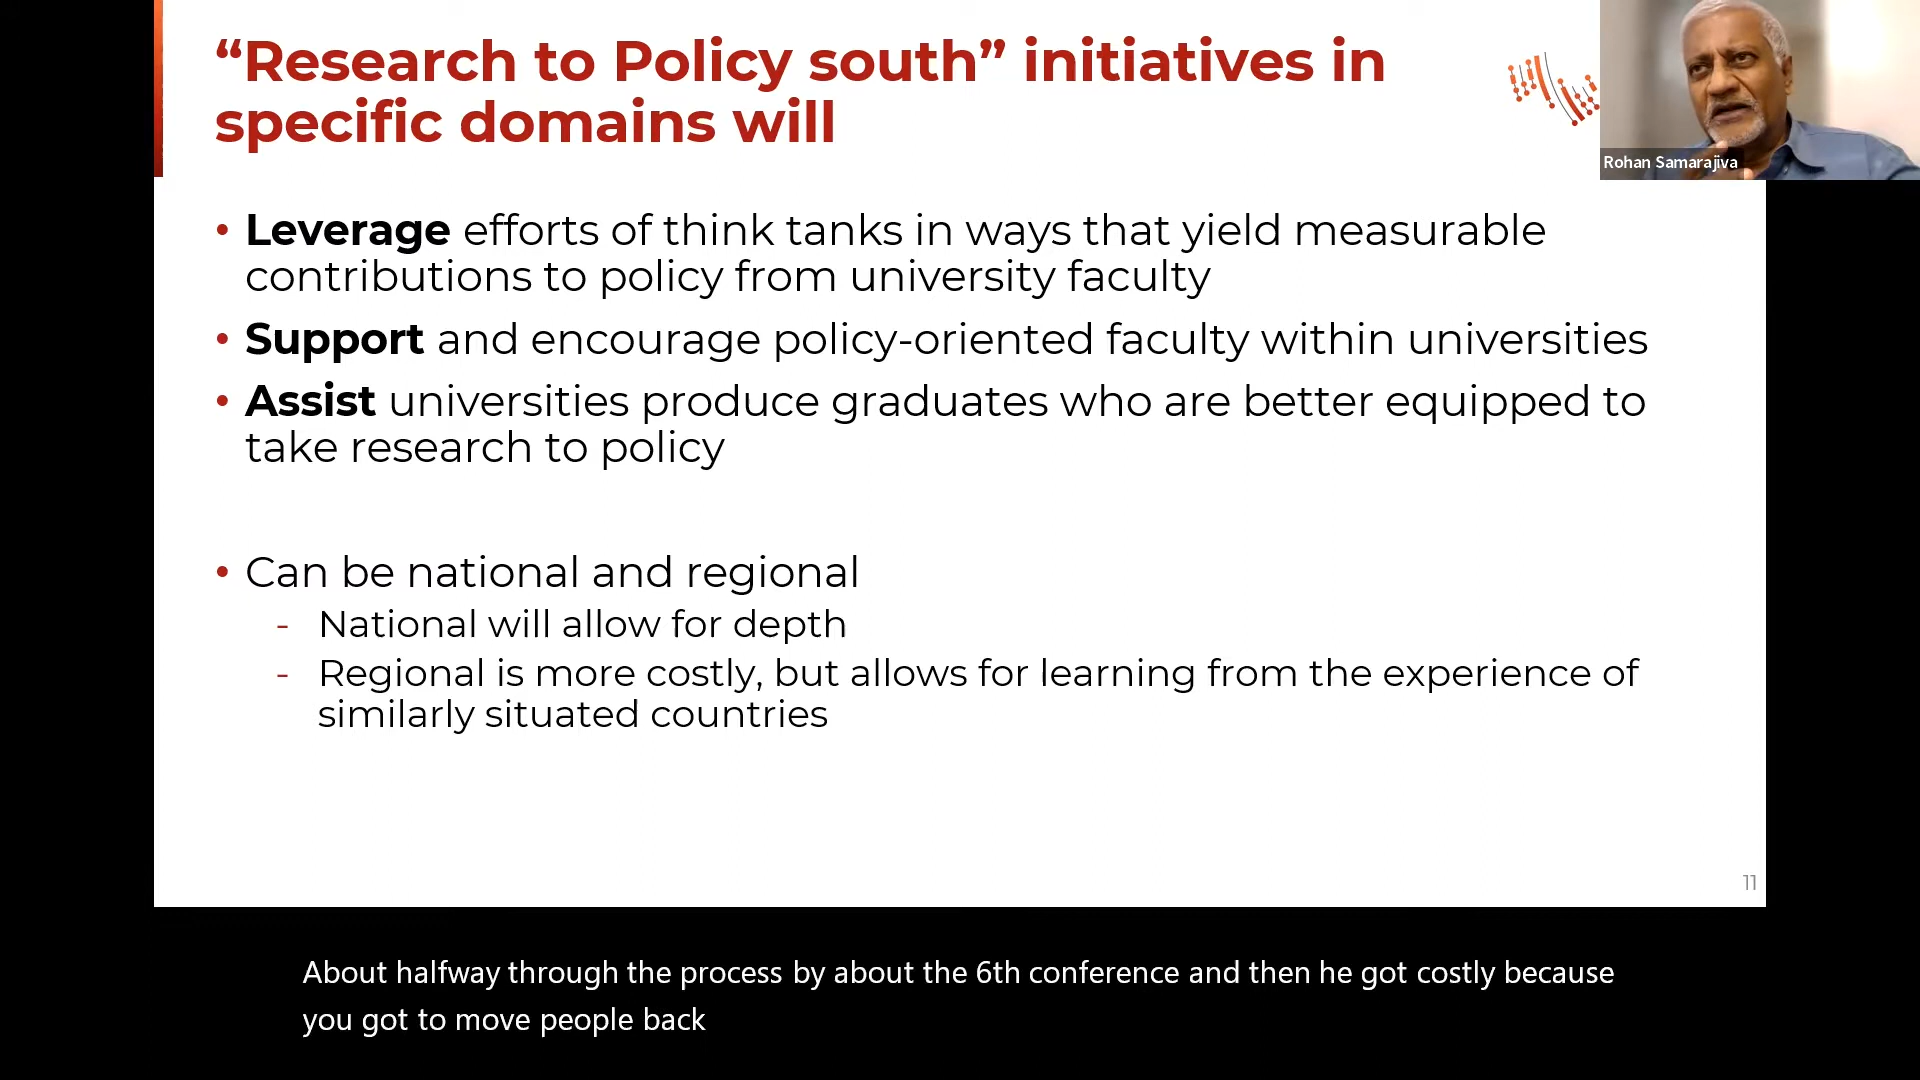 “Research to Policy south” initiatives in
specific domains will
Rohan Samarajiva
• Leverage efforts of think tanks in ways that yield measurable
contributions to policy from university faculty
• Support and encourage policy-oriented faculty within universities
• Assist universities produce graduates who are better equipped to
take research to policy
• Can be national and regional
- National will allow for depth
- Regional is more costly, but allows for learning from the experience of
similarly situated countries
11
About halfway through the process by about the 6th conference and then he got costly because
you got to move people back